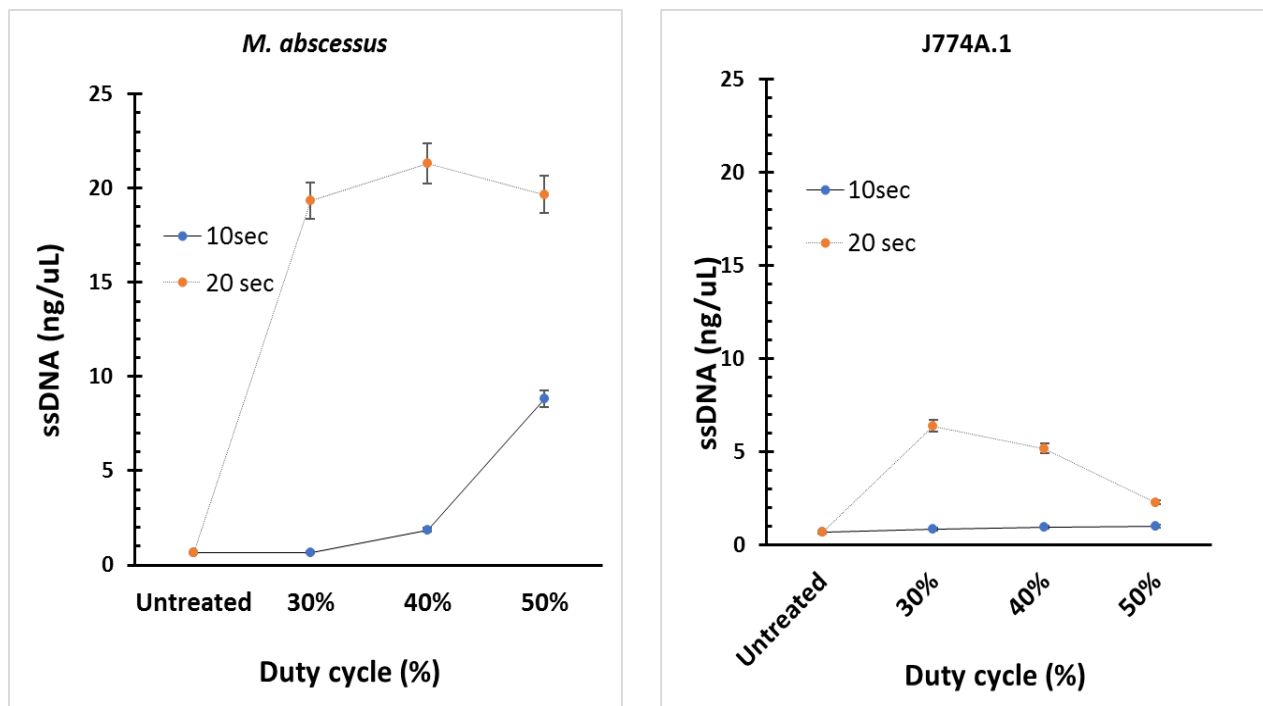 M. abscessus
25
20
15
10
5
0
ssDNA (ng/uL)
10sec
20 sec
Untreated 30% 40% 50%
Duty cycle (%)
J774A.1
25
20
15
10
5
0
ssDNA (ng/uL)
10sec
20 sec
Untreated 30% 40% 50%
Duty cycle (%)